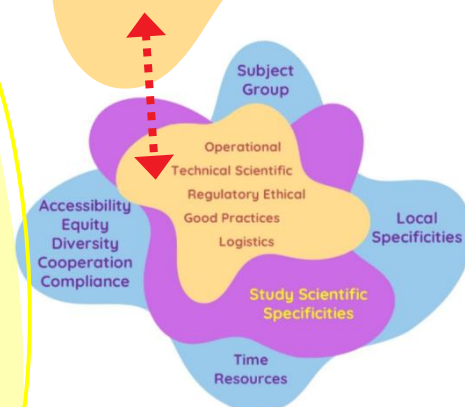 Subject
Group
Operational
Technical Scientific
Regulatory Ethical
Good Practices
Logistics
Accessibility
Equity
Diversity
Cooperation
Compliance
Local
Specificities
Study Scientific
Specificities
Time
Resources